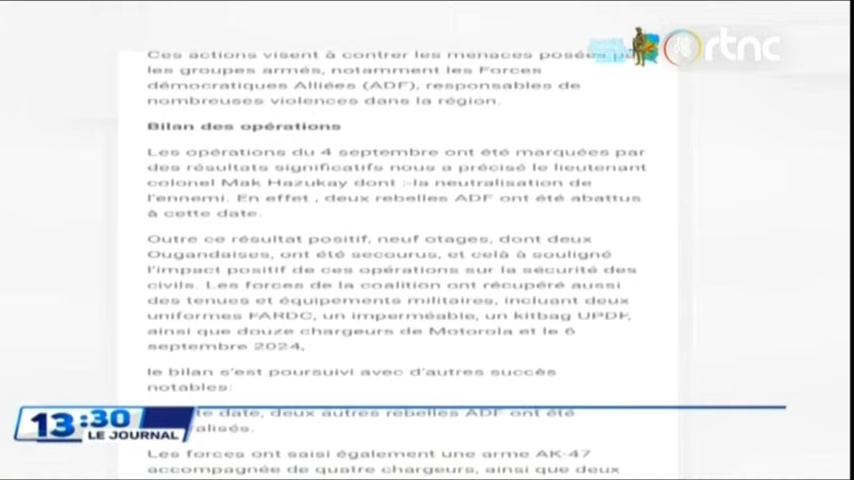 rtnc
Ces actions visent à contrer les menaces posées
les groupes armés, notamment les Forces
démocratiques Alliées (ADF), responsables de
nombreuses violences dans la région.
Bilan des opérations
Les opérations du 4 septembre ont été marquées par
des résultats significatifs nous a précisé le lieutenant
colonel Mak Hazukay dont :-la neutralisation de
l'ennemi. En effet , deux rebelles ADF ont été abattus
à cette date.
Outre ce résultat positif, neuf otages, dont deux
Ougandaises, ont été secourus, et celà à souligné
l'impact positif de ces opérations sur la sécurité des
civils. Les forces de la coalition ont récupéré aussi
des tenues et équipements militaires, incluant deux
uniformes FARDC, un imperméable, un kitbag UPDF,
ainsi que douze chargeurs de Motorola et le 6
septembre 2024,
le bilan s'est poursuivi avec d'autres succès
notables:
date, deux autres rebelles ADF ont été
13:30
LE JOURNAL
Les forces ont saisi également une arme AK-47
accompagnée de quatre chargeurs, ainsi que deux